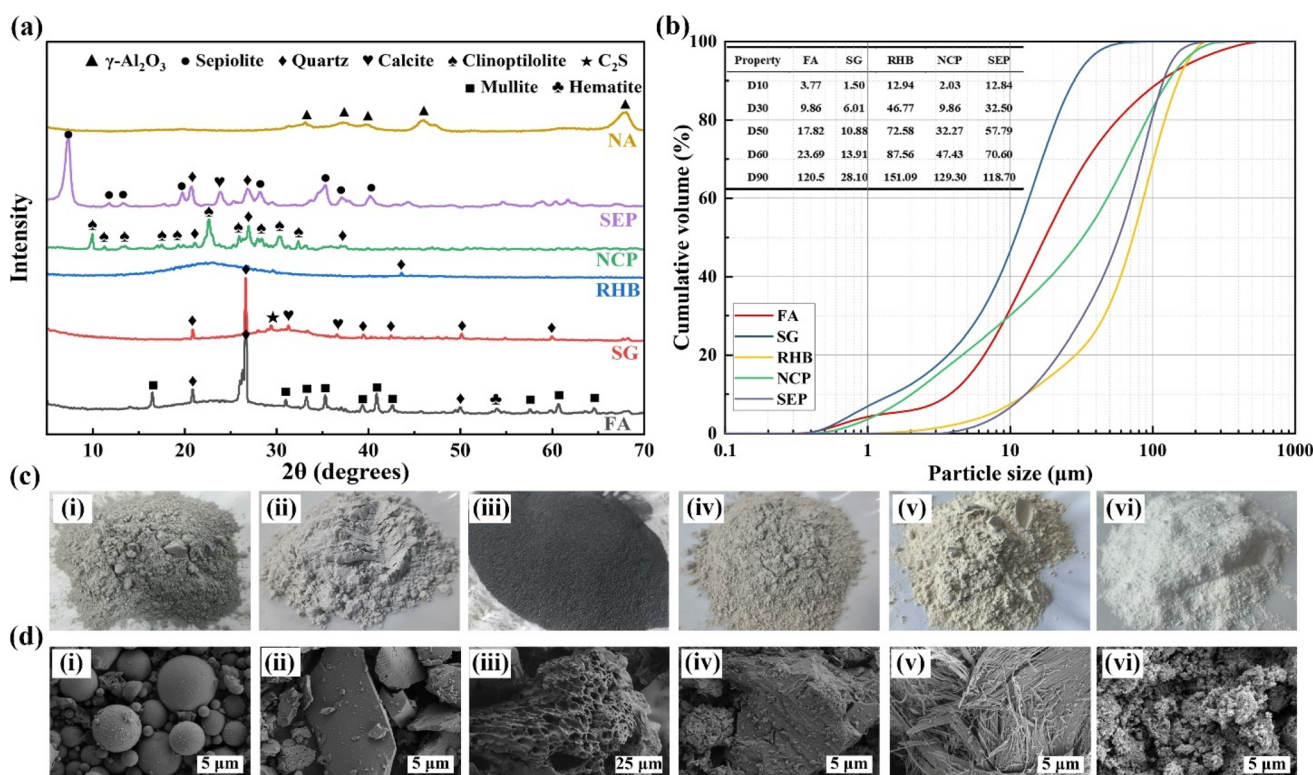 (a)
▲ γ-Al₂O₃ ● Sepiolite ♦ Quartz ♥ Calcite ♠ Clinoptilolite ★ C₂S
■ Mullite ♣ Hematite
NA
SEP
NCP
RHB
SG
FA
Intensity
10 20 30 40 50 60 70
2θ (degrees)
(b)
Property FA SG RHB NCP SEP
D10 3.77 1.50 12.94 2.03 12.84
D30 9.86 6.01 46.77 9.86 32.50
D50 17.82 10.88 72.58 32.27 57.79
D60 23.69 13.91 87.56 47.43 70.60
D90 120.5 28.10 151.09 129.30 118.70
FA
SG
RHB
NCP
SEP
Cumulative volume (%)
100
80
60
40
20
0
0.1 1 10 100 1000
Particle size (μm)
(c)
(i) (ii) (iii) (iv) (v) (vi)
(d)
(i) (ii) (iii) (iv) (v) (vi)
5 μm 5 μm 25 μm 5 μm 5 μm 5 μm